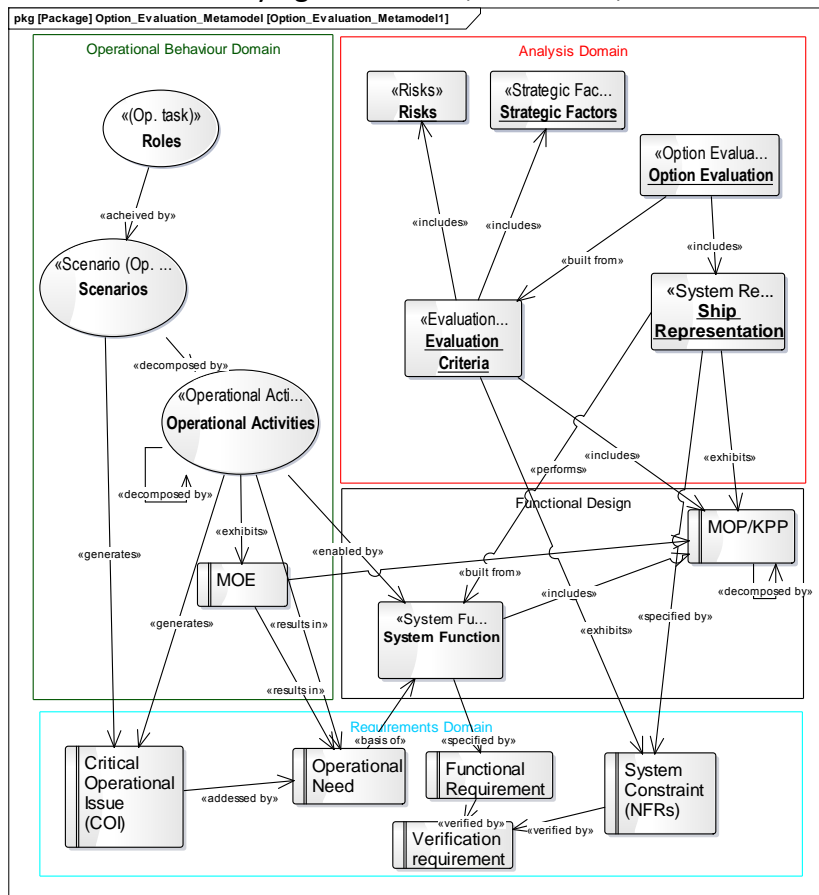 pkg [Package] Option_Evaluation_Metamodel [Option_Evaluation_Metamodel1]
Operational Behaviour Domain
Analysis Domain
«(Op. task)»
Roles
«Risks»
Risks
«Strategic Fac...
Strategic Factors
«Option Evalua...
Option Evaluation
«acheived by»
«includes»
«includes»
«built from»
«includes»
«Scenario (Op. ...
Scenarios
«System Re...
Ship
Representation
«Evaluation...
Evaluation
Criteria
«decomposed by»
«Operational Acti...
Operational Activities
«decomposed by»
«performs»
«includes»
«exhibits»
Functional Design
«generates»
«exhibits»
«enabled by»
MOP/KPP
MOE
«built from»
«decomposed by»
«generates»
«results in»
«includes»
«System Fu...
System Function
«exhibits»
«specified by»
«results in»
Requirements Domain
«basis of»
«specified by»
Critical
Operational
Issue
(COI)
«addressed by»
Operational
Need
Functional
Requirement
System
Constraint
(NFRs)
«verified by»
«verified by»
Verification
requirement